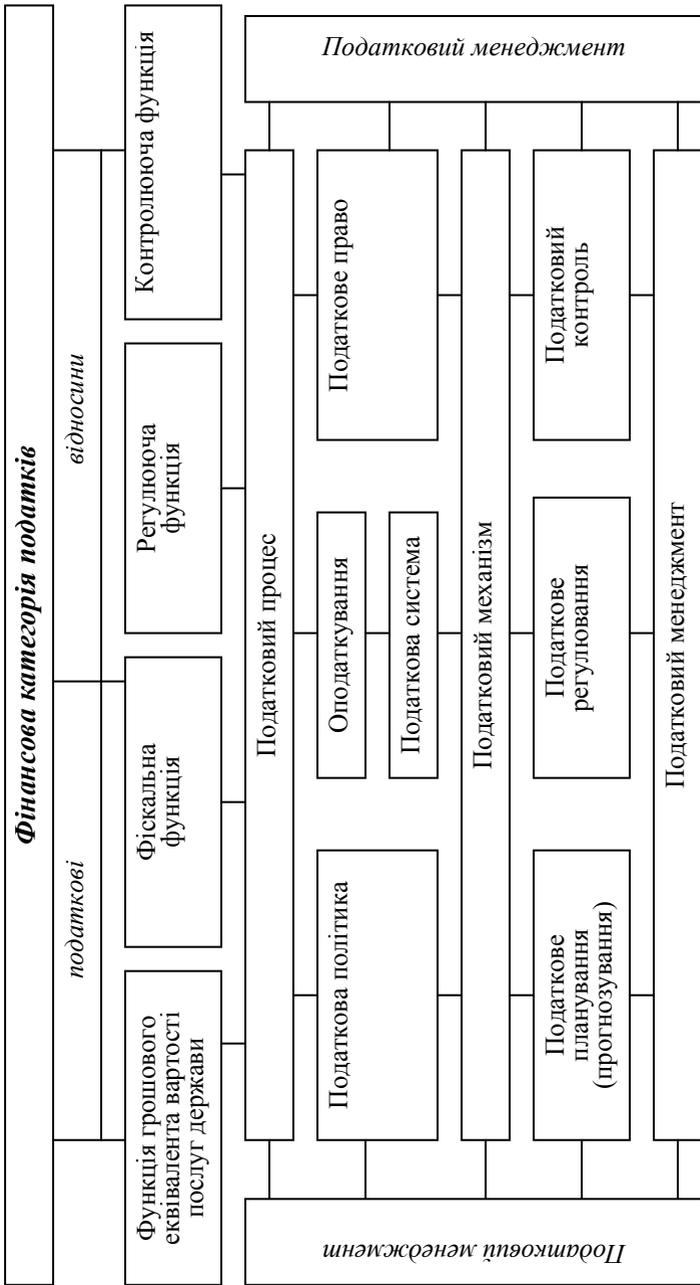 Фінансова категорія податків
податкові
відносини
Функція грошового
еквівалента вартості
послуг держави
Фіскальна
функція
Регулююча
функція
Контролююча функція
Податковий процес
Податкова політика
Оподаткування
Податкова система
Податкове право
Податковий механізм
Податкове
планування
(прогнозування)
Податкове
регулювання
Податковий
контроль
Податковий менеджмент
Податковий менеджмент
Податковий менеджмент